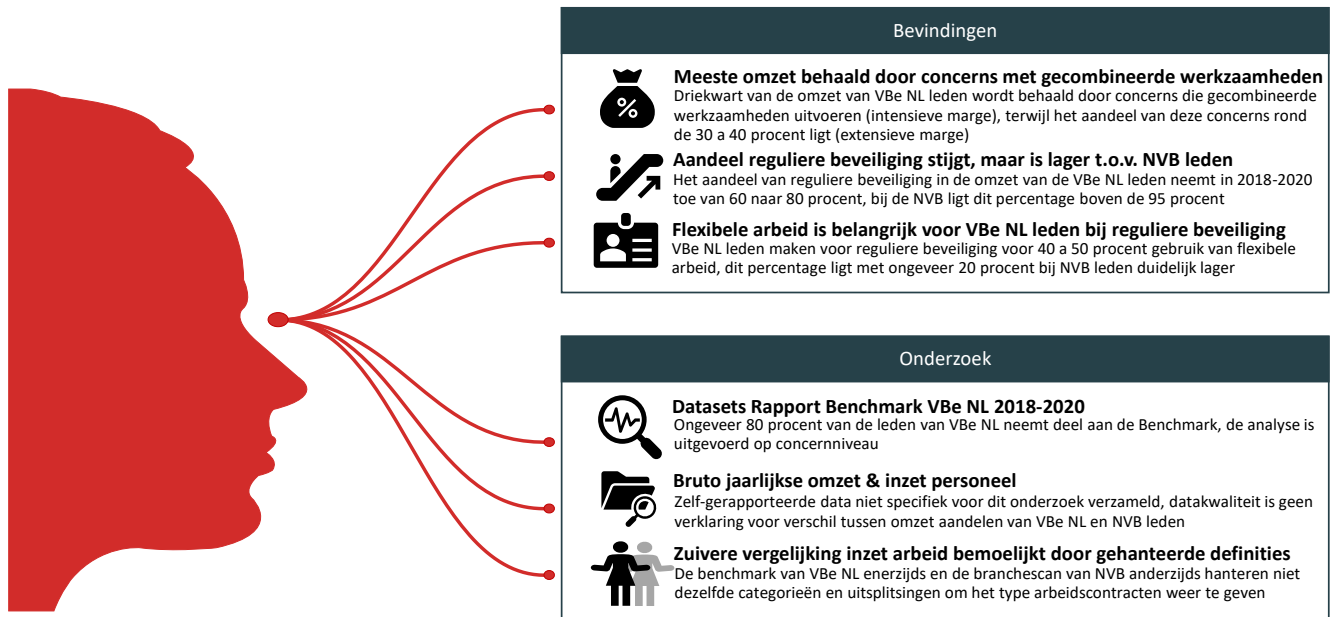 Bevindingen
%
Meeste omzet behaald door concerns met gecombineerde werkzaamheden
Driekwart van de omzet van VBe NL leden wordt behaald door concerns die gecombineerde
werkzaamheden uitvoeren (intensieve marge), terwijl het aandeel van deze concerns rond
de 30 a 40 procent ligt (extensieve marge)
Aandeel reguliere beveiliging stijgt, maar is lager t.o.v. NVB leden
Het aandeel van reguliere beveiliging in de omzet van de VBe NL leden neemt in 2018-2020
toe van 60 naar 80 procent, bij de NVB ligt dit percentage boven de 95 procent
Flexibele arbeid is belangrijk voor VBe NL leden bij reguliere beveiliging
VBe NL leden maken voor reguliere beveiliging voor 40 a 50 procent gebruik van flexibele
arbeid, dit percentage ligt met ongeveer 20 procent bij NVB leden duidelijk lager
Onderzoek
Datasets Rapport Benchmark VBe NL 2018-2020
Ongeveer 80 procent van de leden van VBe NL neemt deel aan de Benchmark, de analyse is
uitgevoerd op concernniveau
Bruto jaarlijkse omzet & inzet personeel
Zelf-gerapporteerde data niet specifiek voor dit onderzoek verzameld, datakwaliteit is geen
verklaring voor verschil tussen omzet aandelen van VBe NL en NVB leden
Zuivere vergelijking inzet arbeid bemoelijkt door gehanteerde definities
De benchmark van VBe NL enerzijds en de branchescan van NVB anderzijds hanteren niet
dezelfde categorieën en uitsplitsingen om het type arbeidscontracten weer te geven